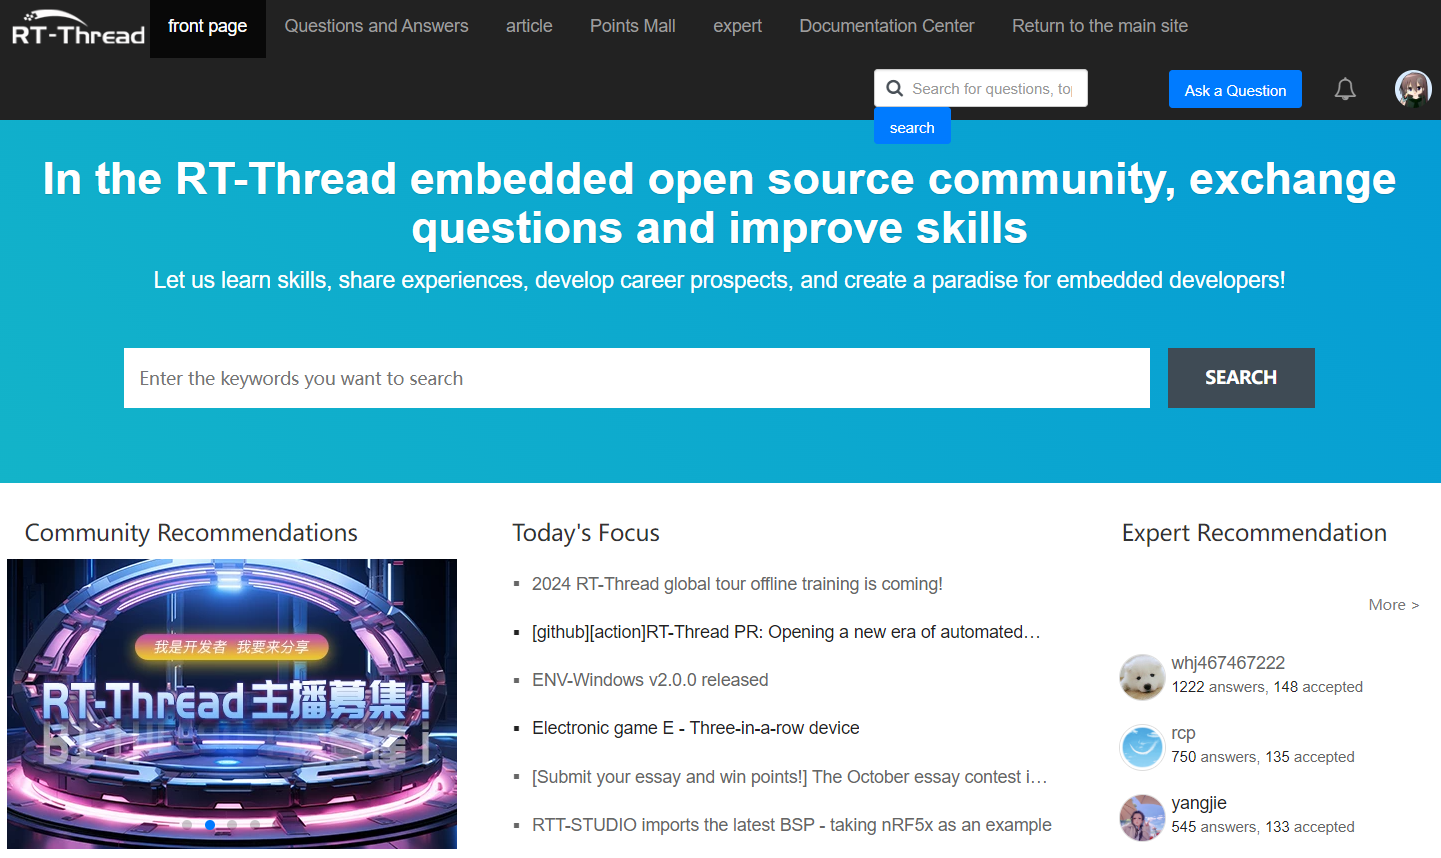 RT-Thread
front page
Questions and Answers
article
Points Mall
expert
Documentation Center
Return to the main site
Search for questions, to
Ask a Question
search
In the RT-Thread embedded open source community, exchange
questions and improve skills
Let us learn skills, share experiences, develop career prospects, and create a paradise for embedded developers!
Enter the keywords you want to search
SEARCH
Community Recommendations
我是开发者 我要来分享
RT-Thread 主播募集!
Today's Focus
2024 RT-Thread global tour offline training is coming!
[github][action]RT-Thread PR: Opening a new era of automated…
ENV-Windows v2.0.0 released
Electronic game E - Three-in-a-row device
[Submit your essay and win points!] The October essay contest i…
RTT-STUDIO imports the latest BSP - taking nRF5x as an example
Expert Recommendation
More >
whj467467222
1222 answers, 148 accepted
rcp
750 answers, 135 accepted
yangjie
545 answers, 133 accepted